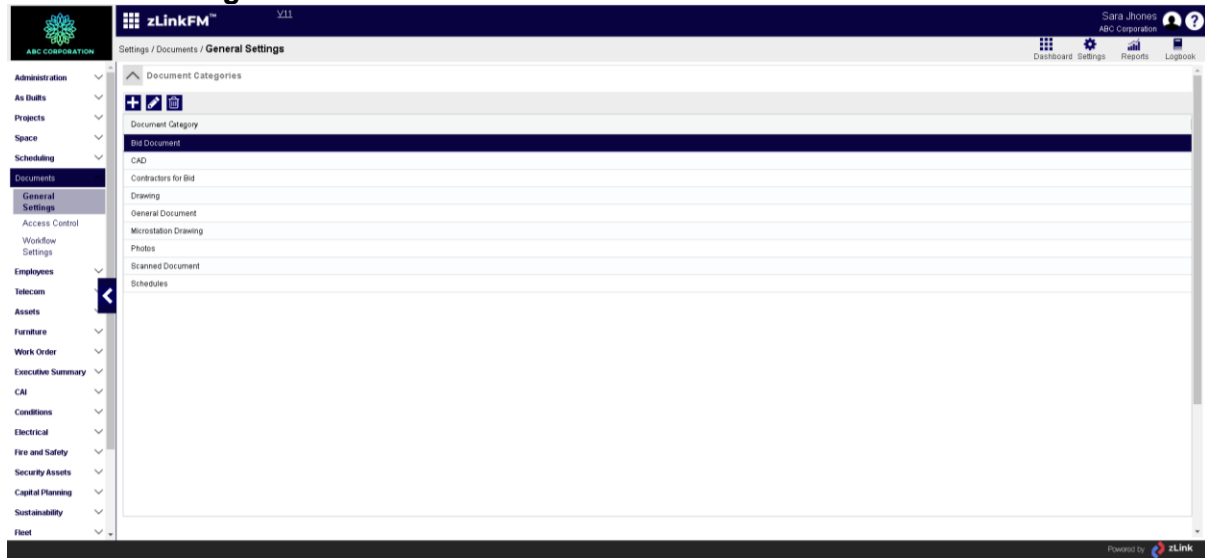 zLinkFM™
V11
Sara Jhones
ABC Corporation
ABC CORPORATION
Settings / Documents / General Settings
Dashboard Settings Reports Logbook
Administration
As Builts
Projects
Space
Scheduling
Documents
General
Settings
Access Control
Workflow
Settings
Employees
Telecom
Assets
Furniture
Work Order
Executive Summary
CAI
Conditions
Electrical
Fire and Safety
Security Assets
Capital Planning
Sustainability
Fleet
Document Categories
Document Category
Bid Document
CAD
Contractors for Bid
Drawing
General Document
Microstation Drawing
Photos
Scanned Document
Schedules
Powered by zLink